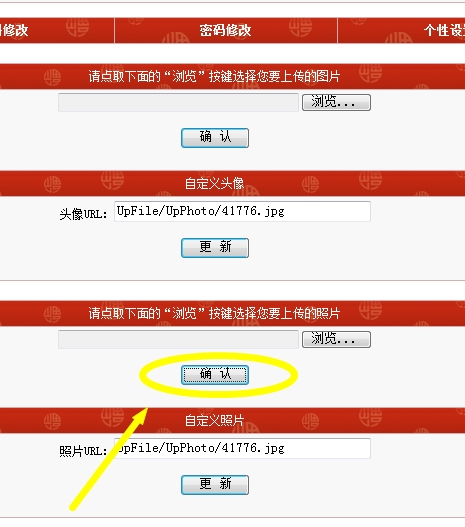 修改 密码修改 个性设
请点取下面的“浏览”按键选择您要上传的图片
浏览...
确 认
自定义头像
头像URL: UpFile/UpPhoto/41776.jpg
更 新
请点取下面的“浏览”按键选择您要上传的照片
浏览...
确 认
自定义照片
照片URL: UpFile/UpPhoto/41776.jpg
更 新